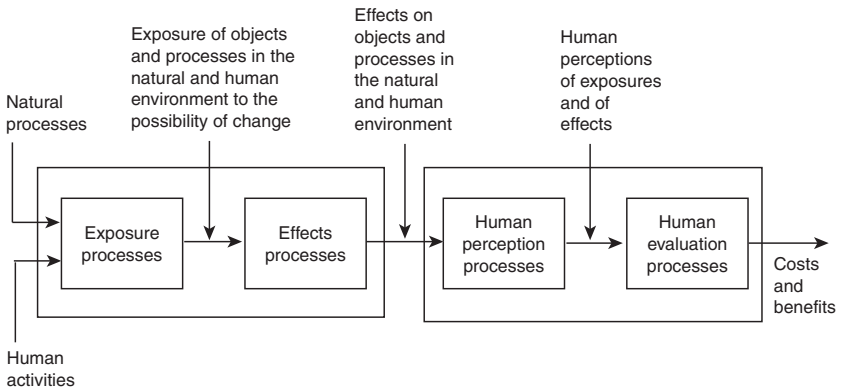 Exposure of objects
and processes in the
natural and human
environment to the
possibility of change
Effects on
objects and
processes in
the natural
and human
environment
Human
perceptions
of exposures
and of
effects
Natural
processes
Exposure
processes
Effects
processes
Human
perception
processes
Human
evaluation
processes
Costs
and
benefits
Human
activities